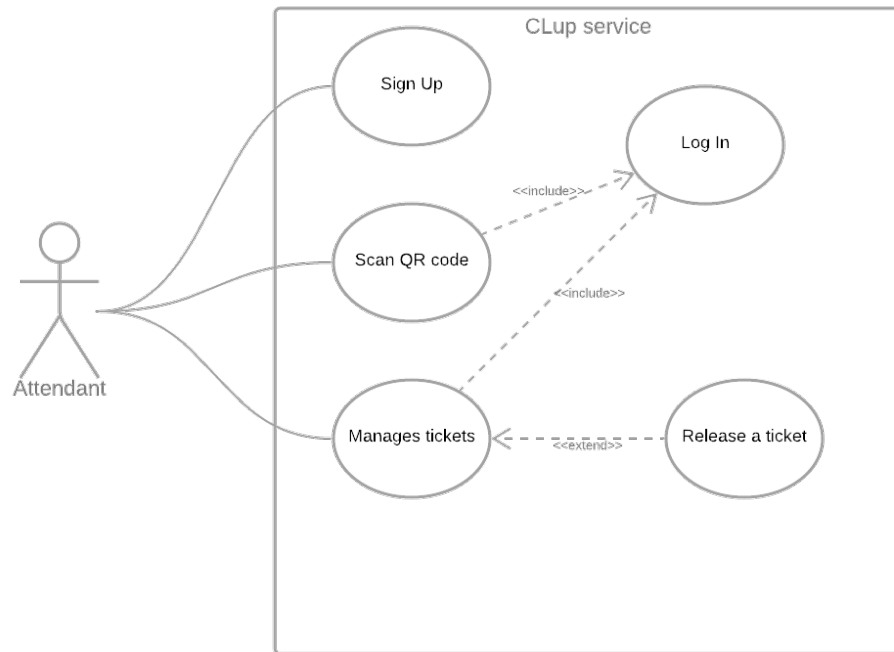 CLup service
Sign Up
Log In
<<include>>
Scan QR code
<<include>>
Attendant
Manages tickets
<<extend>>
Release a ticket